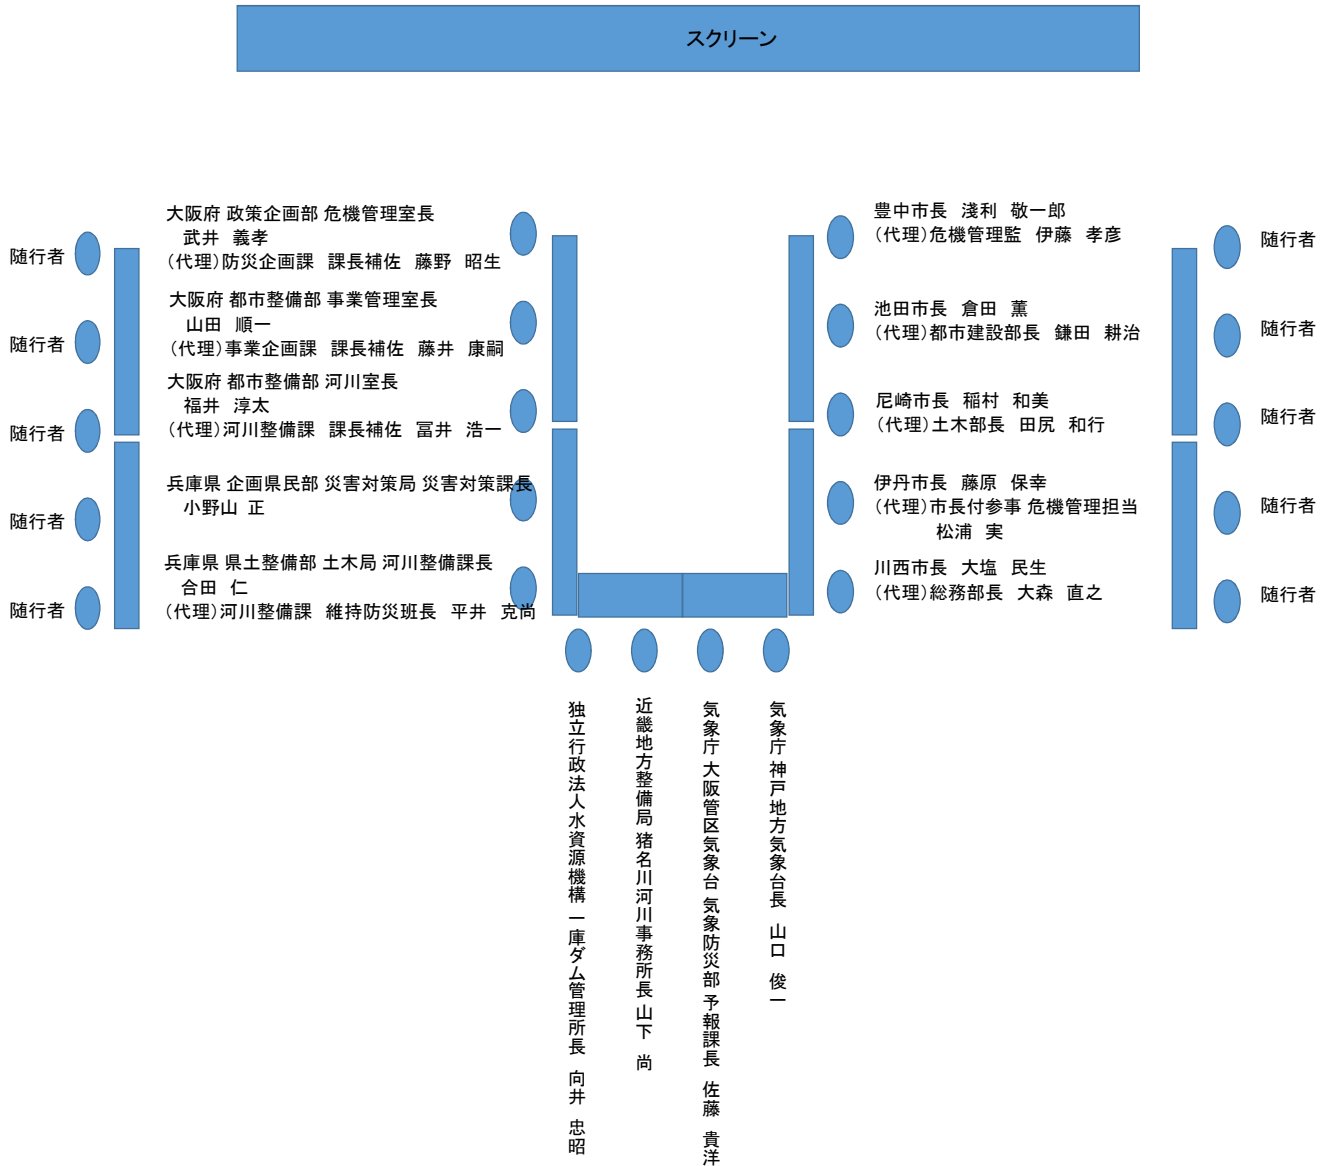 スクリーン
大阪府 政策企画部 危機管理室長
武井 義孝
（代理）防災企画課 課長補佐 藤野 昭生
大阪府 都市整備部 事業管理室長
山田 順一
（代理）事業企画課 課長補佐 藤井 康嗣
大阪府 都市整備部 河川室長
福井 淳太
（代理）河川整備課 課長補佐 冨井 浩一
兵庫県 企画県民部 災害対策局 災害対策課長
小野山 正
兵庫県 県土整備部 土木局 河川整備課長
合田 仁
（代理）河川整備課 維持防災班長 平井 克尚
随行者
随行者
随行者
随行者
随行者
豊中市長 淺利 敬一郎
（代理）危機管理監 伊藤 孝彦
池田市長 倉田 薫
（代理）都市建設部長 鎌田 耕治
尼崎市長 稲村 和美
（代理）土木部長 田尻 和行
伊丹市長 藤原 保幸
（代理）市長付参事 危機管理担当
松浦 実
川西市長 大塩 民生
（代理）総務部長 大森 直之
随行者
随行者
随行者
随行者
随行者
独立行政法人水資源機構 一庫ダム管理所長 向井 忠昭
近畿地方整備局 猪名川河川事務所長 山下 尚
気象庁 大阪管区気象台 気象防災部 予報課長 佐藤 貴洋
気象庁 神戸地方気象台長 山口 俊一